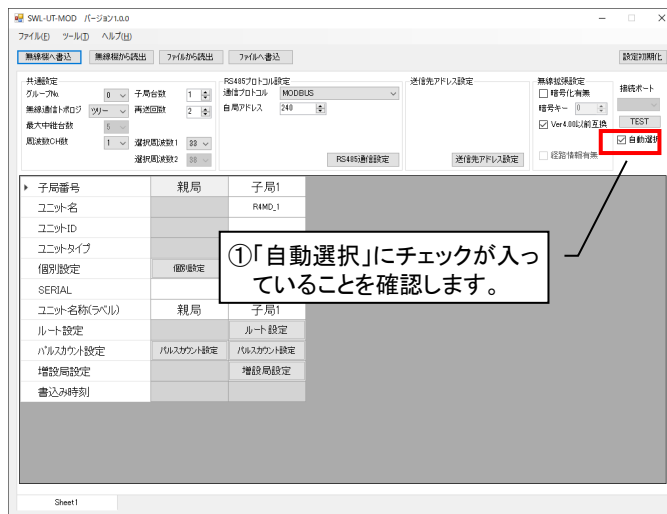 SWL-UT-MOD バージョン1.0.0
ファイル(F) ツール(T) ヘルプ(H)
無線機へ書込 無線機から読出 ファイルから読出 ファイルへ書込 設定初期化
共通設定 RS485プロトコル設定 送信先アドレス設定 無線拡張設定
グループNo. 0 子局台数 1 通信プロトコル MODBUS 暗号化有無 接続ポート
無線通信トポロジ ツリー 再送回数 2 自局アドレス 240 暗号キー 0
最大中継台数 5 Ver4.00以前互換 TEST
周波数CH数 1 選択周波数1 33 自動選択
選択周波数2 38 RS485通信設定 送信先アドレス設定 経路情報有無
子局番号 親局 子局1
ユニット名 R4MD_1
ユニットID
ユニットタイプ
個別設定 個別設定
SERIAL
ユニット名称(ラベル) 親局 子局1
ルート設定 ルート設定
パルスカウント設定 パルスカウント設定 パルスカウント設定
増設局設定 増設局設定
書込み時刻
①「自動選択」にチェックが入っ
ていることを確認します。
Sheet1